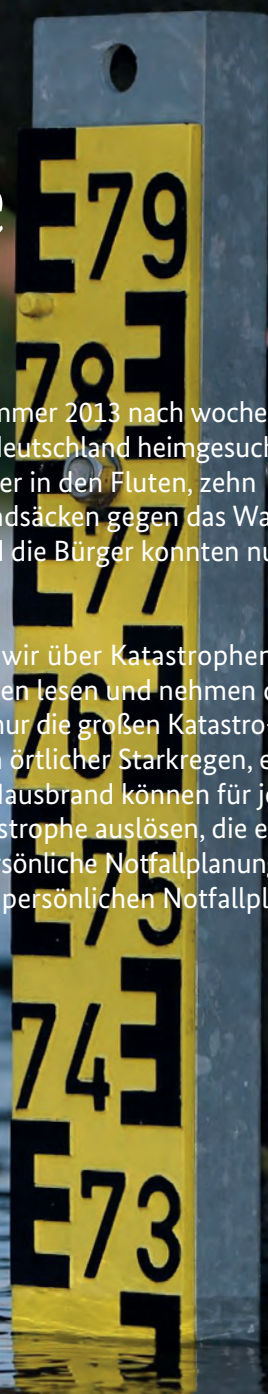 e
79
78
mmer 2013 nach woche
deutschland heimgesuch
er in den Fluten, zehn
ndsäcken gegen das Wa
d die Bürger konnten nu
77
wir über Katastrophen
en lesen und nehmen
nur die großen Katastro-
örtlicher Starkregen, e
Hausbrand können für je
strophe auslösen, die e
rsönliche Notfallplanung
persönlichen Notfallpl
76
75
74
73